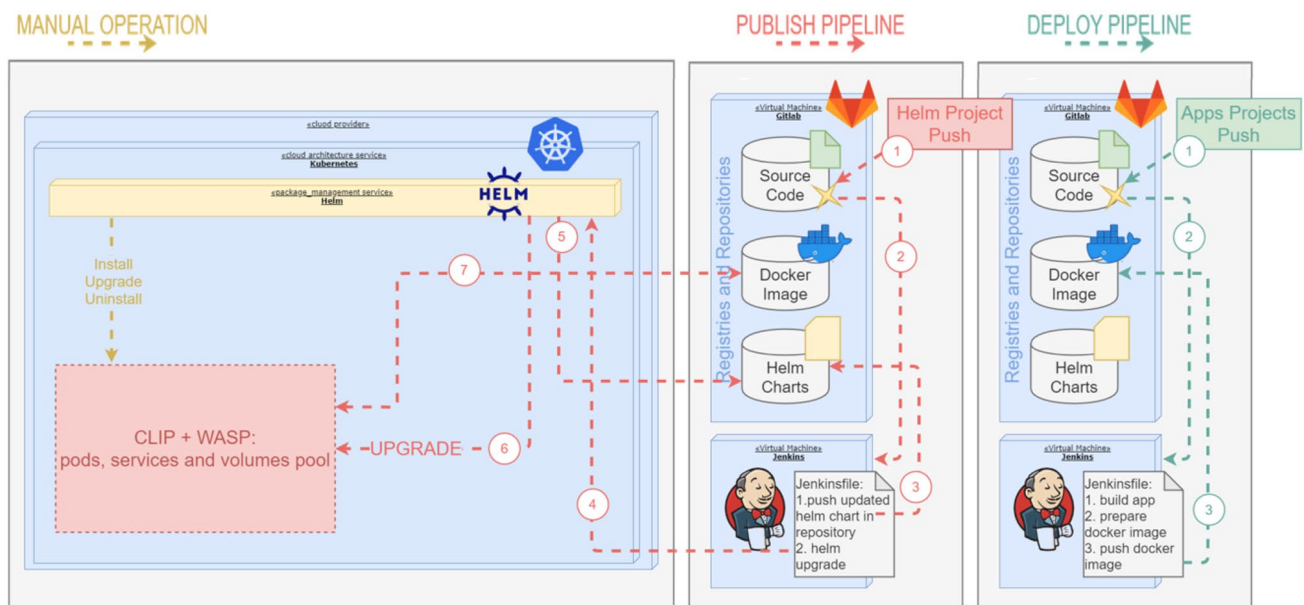 MANUAL OPERATION
PUBLISH PIPELINE
DEPLOY PIPELINE
«cluod provider»
«cloud architecture service»
Kubernetes
«package_management service»
Helm
HELM
Install
Upgrade
Uninstall
CLIP + WASP:
pods, services and volumes pool
UPGRADE
4
5
6
7
«Virtual Machine»
Gitlab
Registries and Repositories
Helm Project
Push
1
Source
Code
2
Docker
Image
Helm
Charts
«Virtual Machine»
Jenkins
Jenkinsfile:
1.push updated
helm chart in
repository
2. helm
upgrade
3
«Virtual Machine»
Gitlab
Registries and Repositories
Apps Projects
Push
1
Source
Code
2
Docker
Image
Helm
Charts
«Virtual Machine»
Jenkins
Jenkinsfile:
1. build app
2. prepare
docker image
3. push docker
image
3